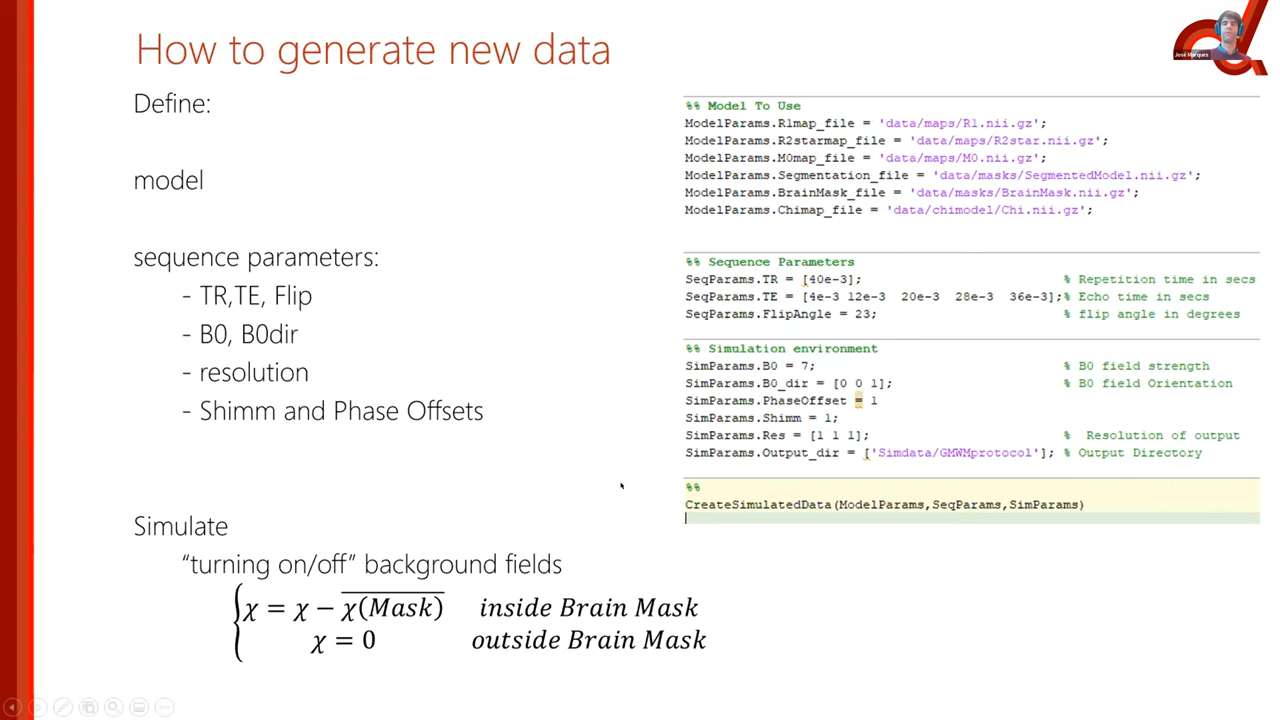 How to generate new data
José Marques
Define:
model
sequence parameters:
- TR,TE, Flip
- B0, B0dir
- resolution
- Shimm and Phase Offsets
Simulate
“turning on/off” background fields
χ = χ − χ(Mask) inside Brain Mask
χ = 0 outside Brain Mask
%% Model To Use
ModelParams.R1map_file = 'data/maps/R1.nii.gz';
ModelParams.R2starmap_file = 'data/maps/R2star.nii.gz';
ModelParams.M0map_file = 'data/maps/M0.nii.gz';
ModelParams.Segmentation_file = 'data/masks/SegmentedModel.nii.gz';
ModelParams.BrainMask_file = 'data/masks/BrainMask.nii.gz';
ModelParams.Chimap_file = 'data/chimodel/Chi.nii.gz';
%% Sequence Parameters
SeqParams.TR = [40e-3]; % Repetition time in secs
SeqParams.TE = [4e-3 12e-3 20e-3 28e-3 36e-3];% Echo time in secs
SeqParams.FlipAngle = 23; % flip angle in degrees
%% Simulation environment
SimParams.B0 = 7; % B0 field strength
SimParams.B0_dir = [0 0 1]; % B0 field Orientation
SimParams.PhaseOffset = 1
SimParams.Shimm = 1;
SimParams.Res = [1 1 1]; % Resolution of output
SimParams.Output_dir = ['Simdata/GMWMprotocol']; % Output Directory
%%
CreateSimulatedData(ModelParams,SeqParams,SimParams)